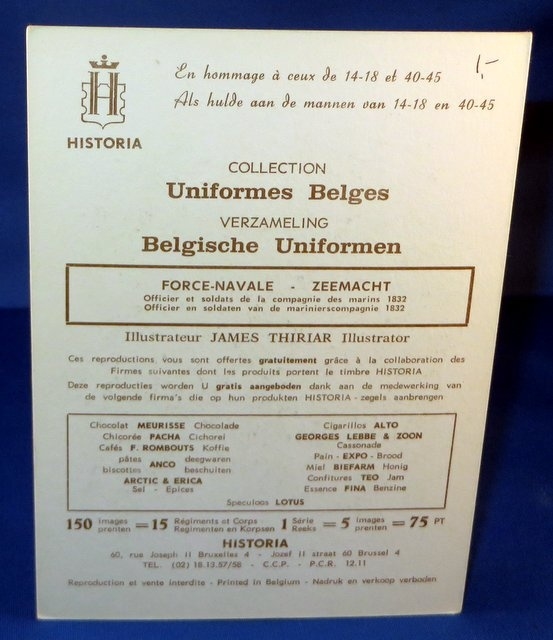 En hommage à ceux de 14-18 et 40-45
1,-
Als hulde aan de mannen van 14-18 en 40-45
H
HISTORIA
COLLECTION
Uniformes Belges
VERZAMELING
Belgische Uniformen
FORCE-NAVALE - ZEEMACHT
Officier et soldats de la compagnie des marins 1832
Officier en soldaten van de marinierscompagnie 1832
Illustrateur JAMES THIRIAR Illustrator
Ces reproductions vous sont offertes gratuitement grâce à la collaboration des
Firmes suivantes dont les produits portent le timbre HISTORIA
Deze reproducties worden U gratis aangeboden dank aan de medewerking van
de volgende firma's die op hun produkten HISTORIA - zegels aanbrengen
Chocolat MEURISSE Chocolade
Chicorée PACHA Cichorei
Cafés F. ROMBOUTS Koffie
pâtes ANCO deegwaren
biscottes beschuiten
ARCTIC & ERICA
Sel - Epices
Cigarillos ALTO
GEORGES LEBBE & ZOON
Cassonade
Pain - EXPO - Brood
Miel BIEFARM Honig
Confitures TEO Jam
Essence FINA Benzine
Speculoos LOTUS
150 images prenten = 15 Régiments et Corps Regimenten en Korpsen 1 Série Reeks = 5 images prenten = 75 PT
HISTORIA
60, rue Joseph II Bruxelles 4 - Jozef II straat 60 Brussel 4
TEL. (02) 18.13.57/58 - C.C.P. - P.C.R. 12.11
Reproduction et vente interdite - Printed in Belgium - Nadruk en verkoop verboden